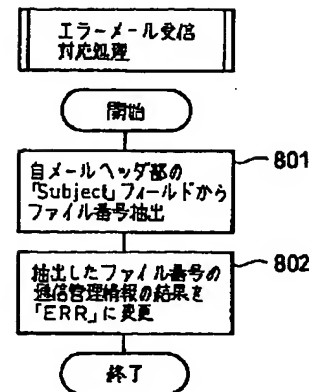 エラーメール受信
対応処理
開始
801
自メールヘッダ部の
「Subject」フィールドから
ファイル番号抽出
802
抽出したファイル番号の
通信管理情報の結果を
「ERR」に変更
終了